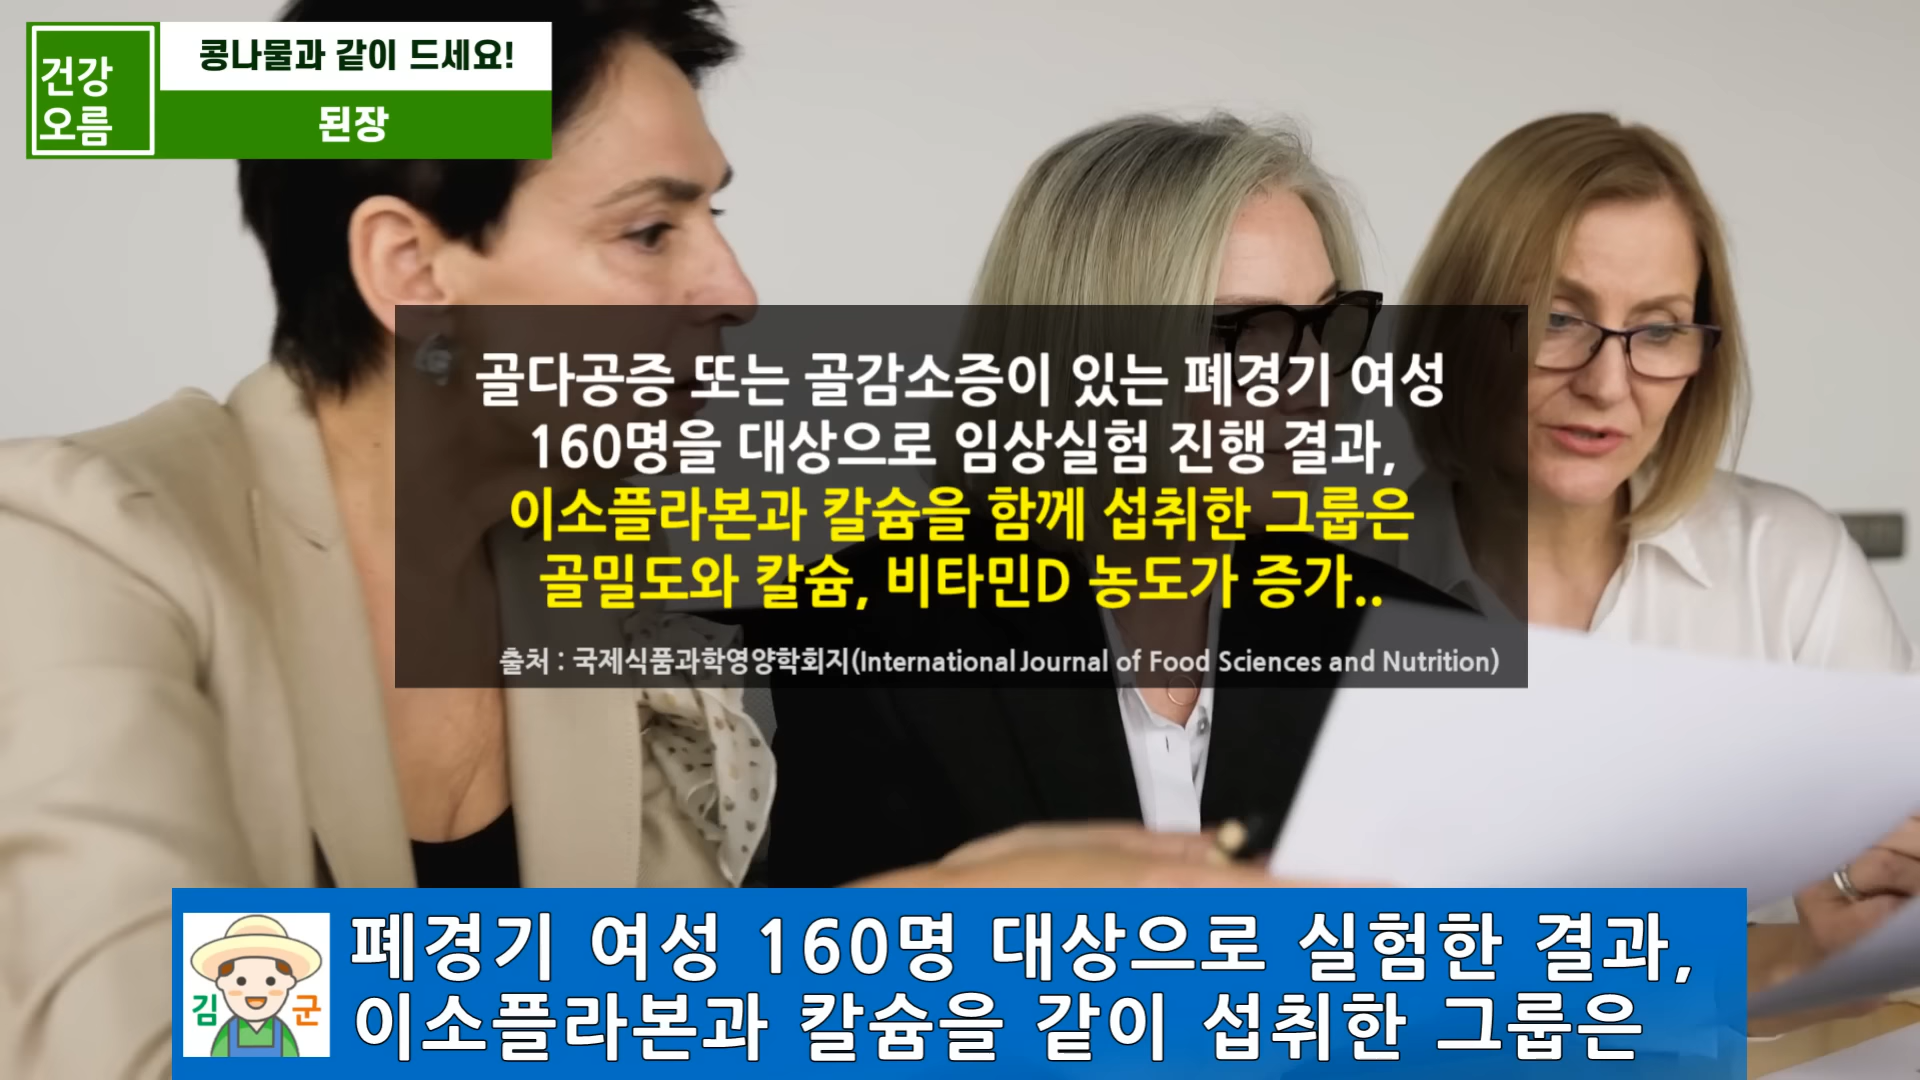 건강
오름
콩나물과 같이 드세요!
된장
골다공증 또는 골감소증이 있는 폐경기 여성
160명을 대상으로 임상실험 진행 결과,
이소플라본과 칼슘을 함께 섭취한 그룹은
골밀도와 칼슘, 비타민D 농도가 증가..
출처 : 국제식품과학영양학회지(International Journal of Food Sciences and Nutrition)
김 군
폐경기 여성 160명 대상으로 실험한 결과,
이소플라본과 칼슘을 같이 섭취한 그룹은